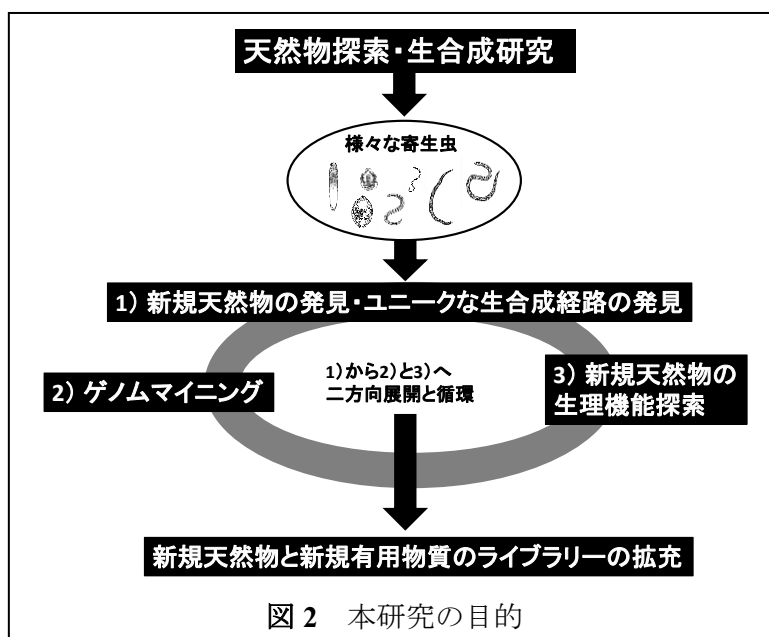 天然物探索・生合成研究
様々な寄生虫
1） 新規天然物の発見・ユニークな生合成経路の発見
2） ゲノムマイニング
1）から2）と3）へ
二方向展開と循環
3） 新規天然物の
生理機能探索
新規天然物と新規有用物質のライブラリーの拡充
図 2　本研究の目的